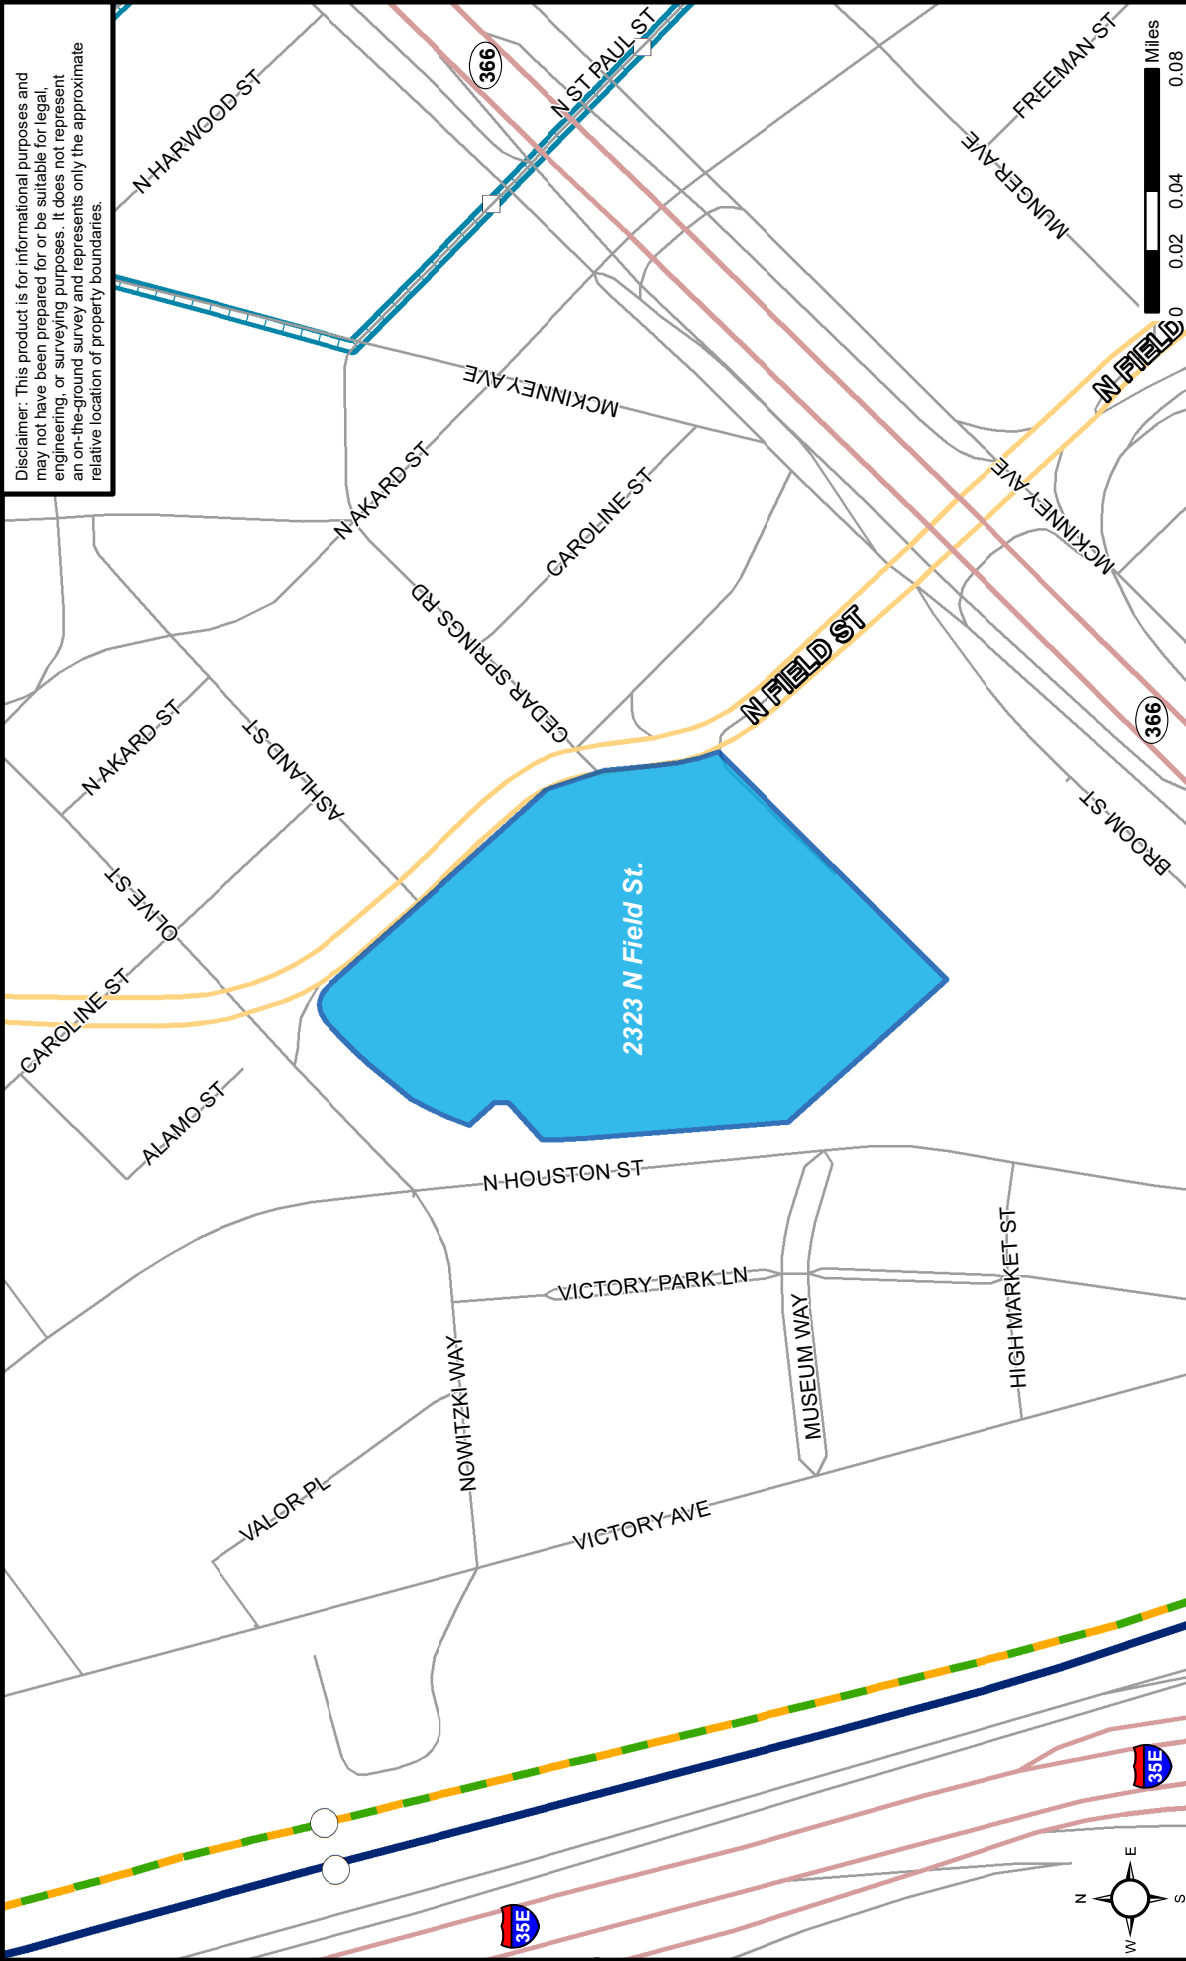 Disclaimer: This product is for informational purposes and
may not have been prepared for or be suitable for legal,
engineering, or surveying purposes. It does not represent
an on-the-ground survey and represents only the approximate
relative location of property boundaries.
N HARWOOD ST
366
N ST PAUL ST
FREEMAN ST
MUNGER AVE
Miles
0 0.02 0.04 0.08
MCKINNEY AVE
N AKARD ST
CAROLINE ST
CEDAR SPRINGS RD
N FIELD
MCKINNEY AVE
N FIELD ST
366
BROOM ST
N AKARD ST
ASHLAND ST
OLIVE ST
CAROLINE ST
ALAMO ST
2323 N Field St.
N HOUSTON ST
VICTORY PARK LN
MUSEUM WAY
HIGH MARKET ST
NOWITZKI WAY
VALOR PL
VICTORY AVE
35E
35E
N
W
E
S